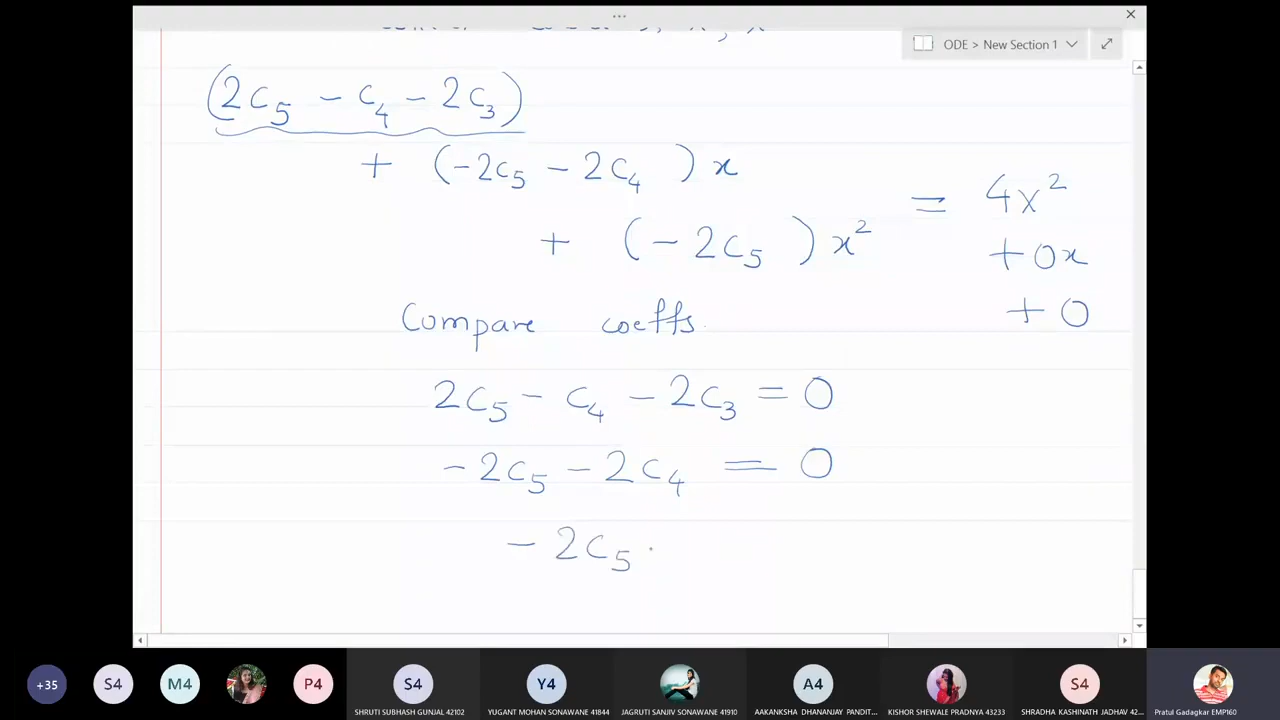 ODE > New Section 1
(2C₅ − C₄ − 2C₃)
+ (−2C₅ − 2C₄ ) x
+ (−2C₅ ) x² = 4x²
+ 0x
+ 0
Compare coeffs.
2C₅ − C₄ − 2C₃ = 0
−2C₅ − 2C₄ = 0
− 2C₅
+35
S4
M4
P4
S4
Y4
A4
S4
SHRUTI SUBHASH GUNJAL 42102
YUGANT MOHAN SONAWANE 41844
JAGRUTI SANJIV SONAWANE 41910
AAKANKSHA DHANANJAY PANDIT...
KISHOR SHEWALE PRADNYA 43233
SHRADHA KASHINATH JADHAV 42...
Pratul Gadagkar EMP160